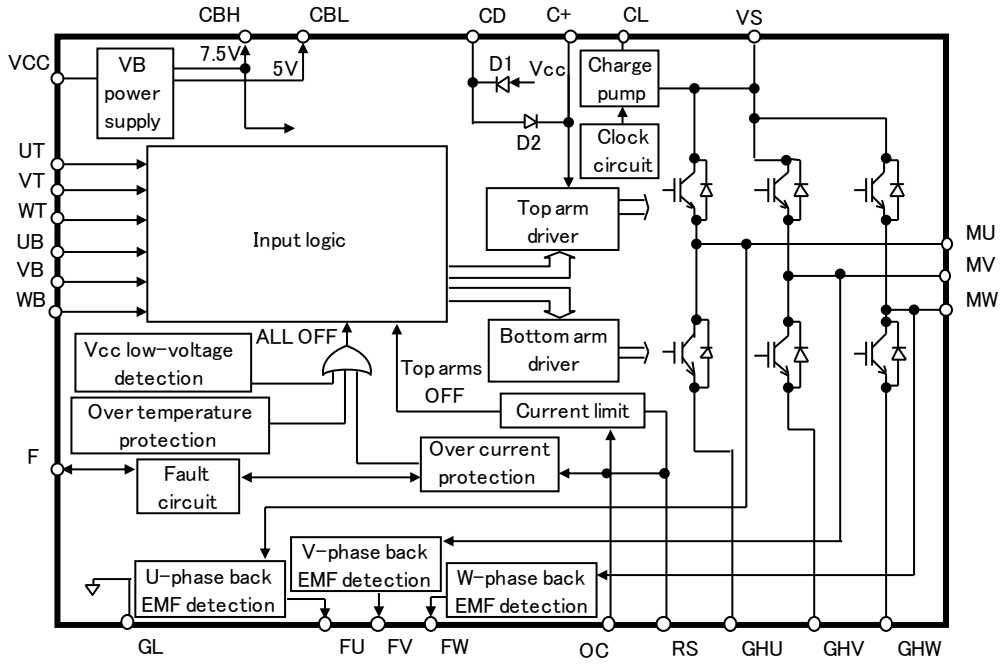 CBH CBL CD C+ CL VS
VCC
7.5V
5V
VB
power
supply
D1
Vcc
D2
Charge
pump
Clock
circuit
UT
VT
WT
UB
VB
WB
Input logic
Top arm
driver
MU
MV
MW
ALL OFF
Bottom arm
driver
Vcc low-voltage
detection
Top arms
OFF
Over temperature
protection
Current limit
F
Fault
circuit
Over current
protection
U-phase back
EMF detection
V-phase back
EMF detection
W-phase back
EMF detection
GL FU FV FW OC RS GHU GHV GHW